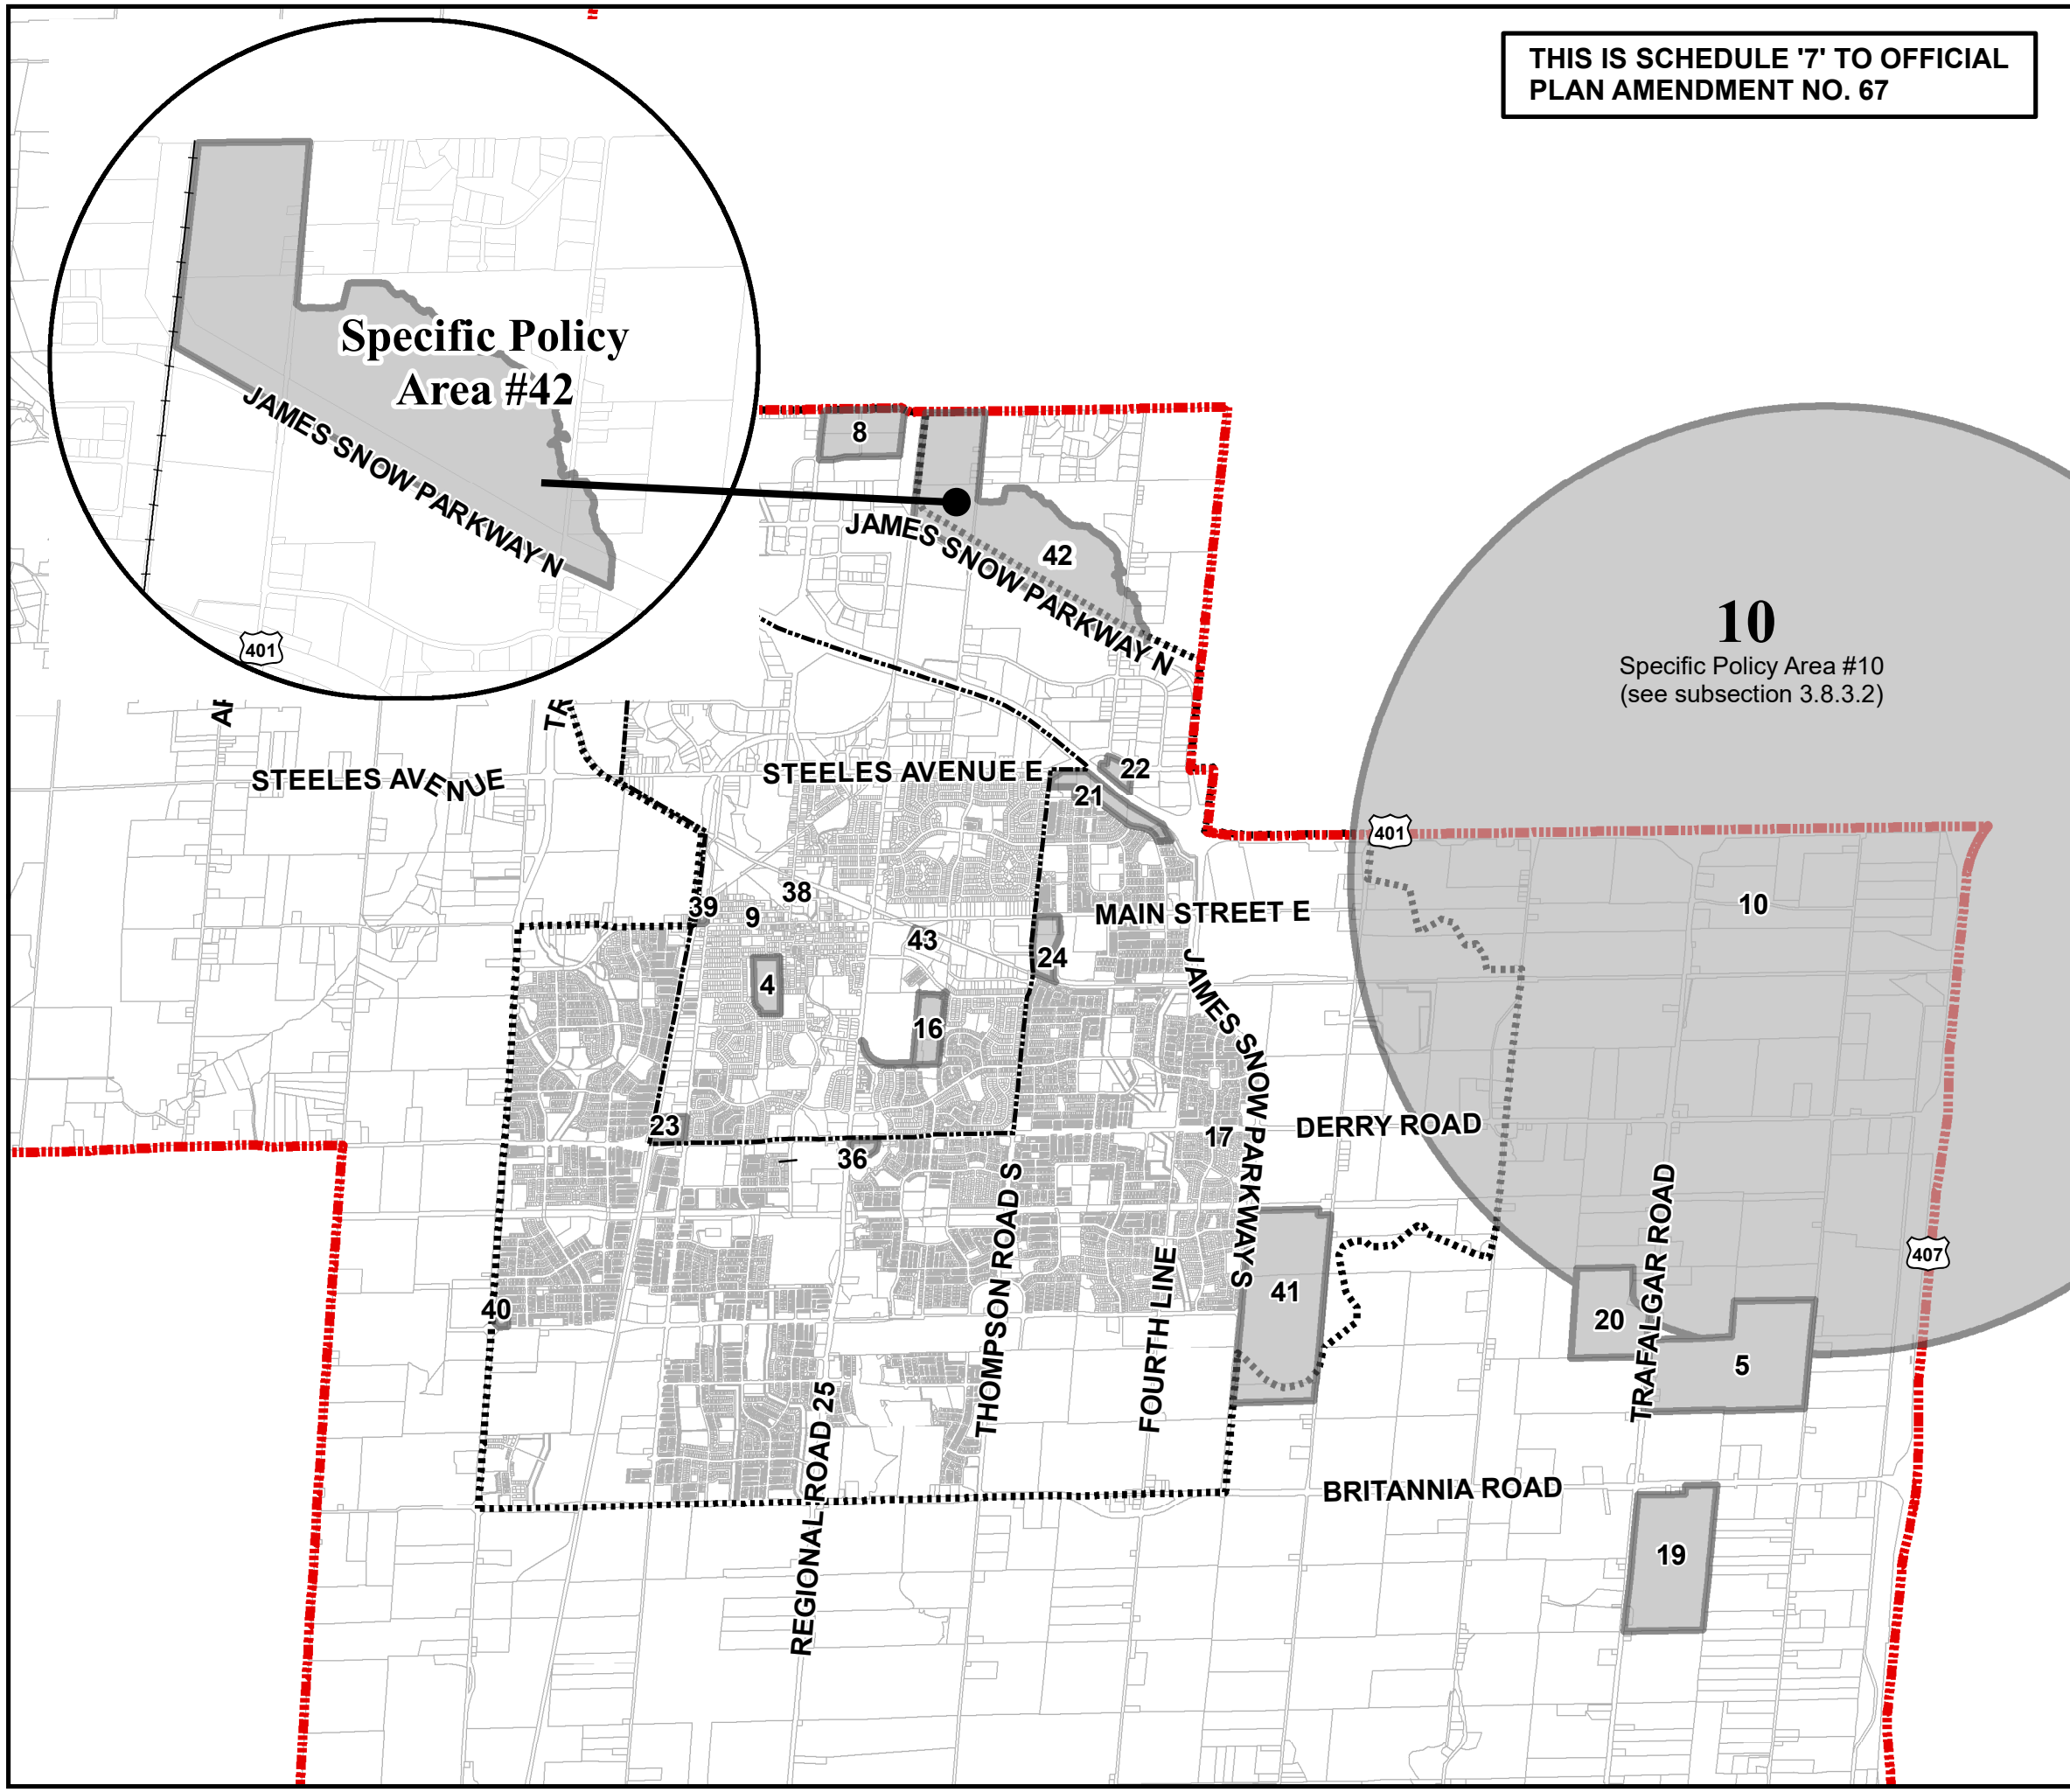 THIS IS SCHEDULE '7' TO OFFICIAL
PLAN AMENDMENT NO. 67
Specific Policy
Area #42
JAMES SNOW PARKWAY N
401
8
42
JAMES SNOW PARKWAY N
10
Specific Policy Area #10
(see subsection 3.8.3.2)
STEELES AVENUE
STEELES AVENUE E
22
21
401
38
39
9
10
MAIN STREET E
43
24
4
16
JAMES SNOW PARKWAY S
23
36
17
DERRY ROAD
THOMPSON ROAD S
FOURTH LINE
TRAFALGAR ROAD
407
41
40
20
5
REGIONAL ROAD 25
BRITANNIA ROAD
19